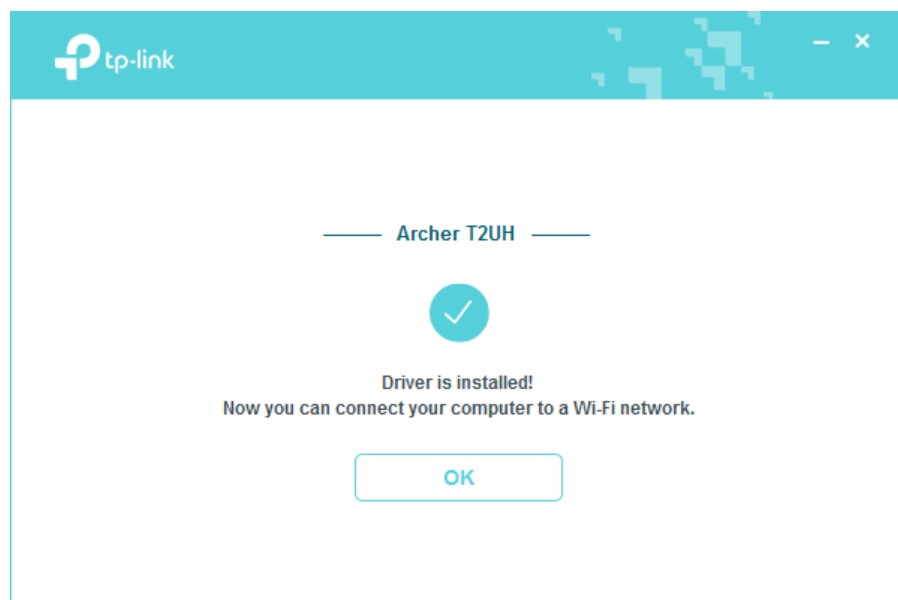 tp-link
Archer T2UH
Driver is installed!
Now you can connect your computer to a Wi-Fi network.
OK